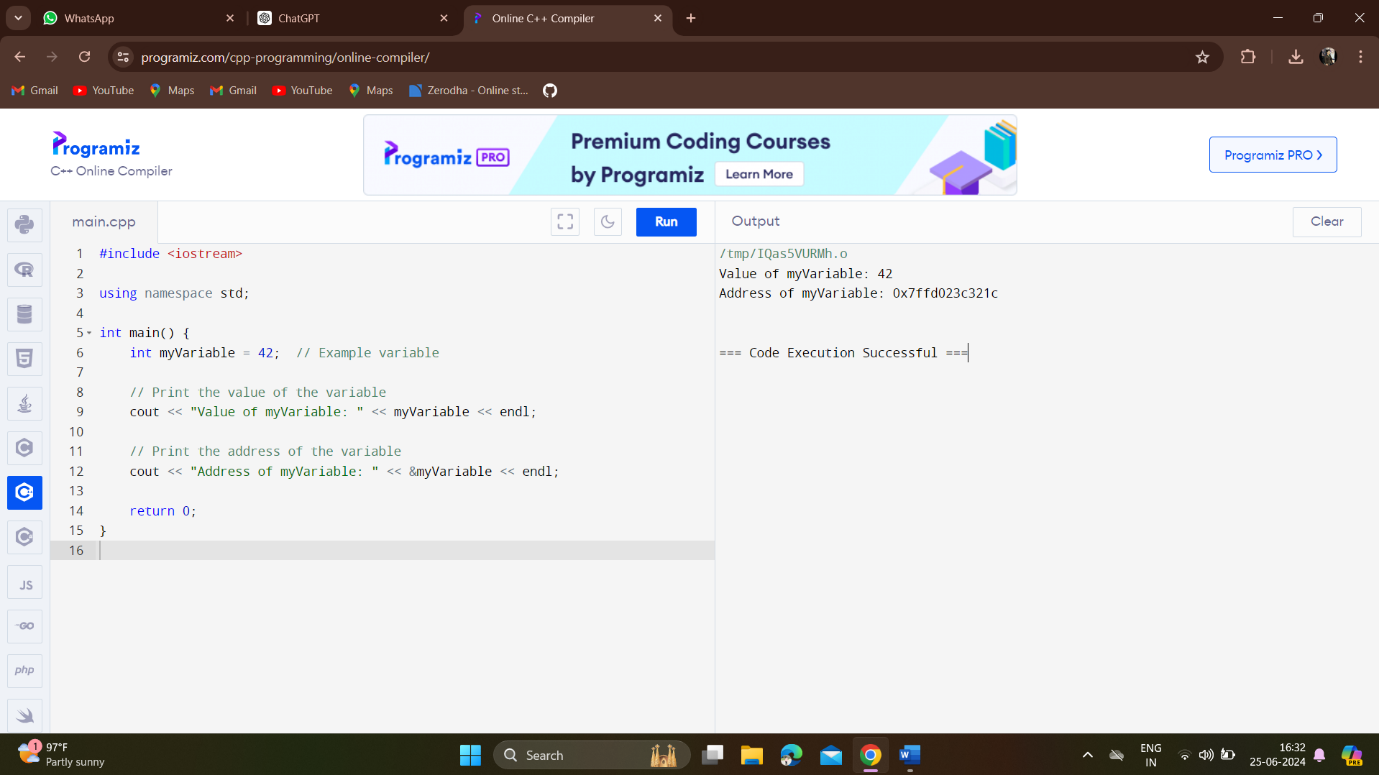 WhatsApp
ChatGPT
Online C++ Compiler
programiz.com/cpp-programming/online-compiler/
Gmail
YouTube
Maps
Gmail
YouTube
Maps
Zerodha - Online st...
Programiz
C++ Online Compiler
Programiz PRO
Premium Coding Courses
by Programiz
Learn More
Programiz PRO >
main.cpp
Run
Output
Clear
1 #include <iostream>
2
3 using namespace std;
4
5 int main() {
6 int myVariable = 42; // Example variable
7
8 // Print the value of the variable
9 cout << "Value of myVariable: " << myVariable << endl;
10
11 // Print the address of the variable
12 cout << "Address of myVariable: " << &myVariable << endl;
13
14 return 0;
15 }
16
/tmp/IQas5VURMh.o
Value of myVariable: 42
Address of myVariable: 0x7ffd023c321c
=== Code Execution Successful ===
JS
GO
php
1
97°F
Partly sunny
Search
W
ENG
IN
16:32
25-06-2024
PRE